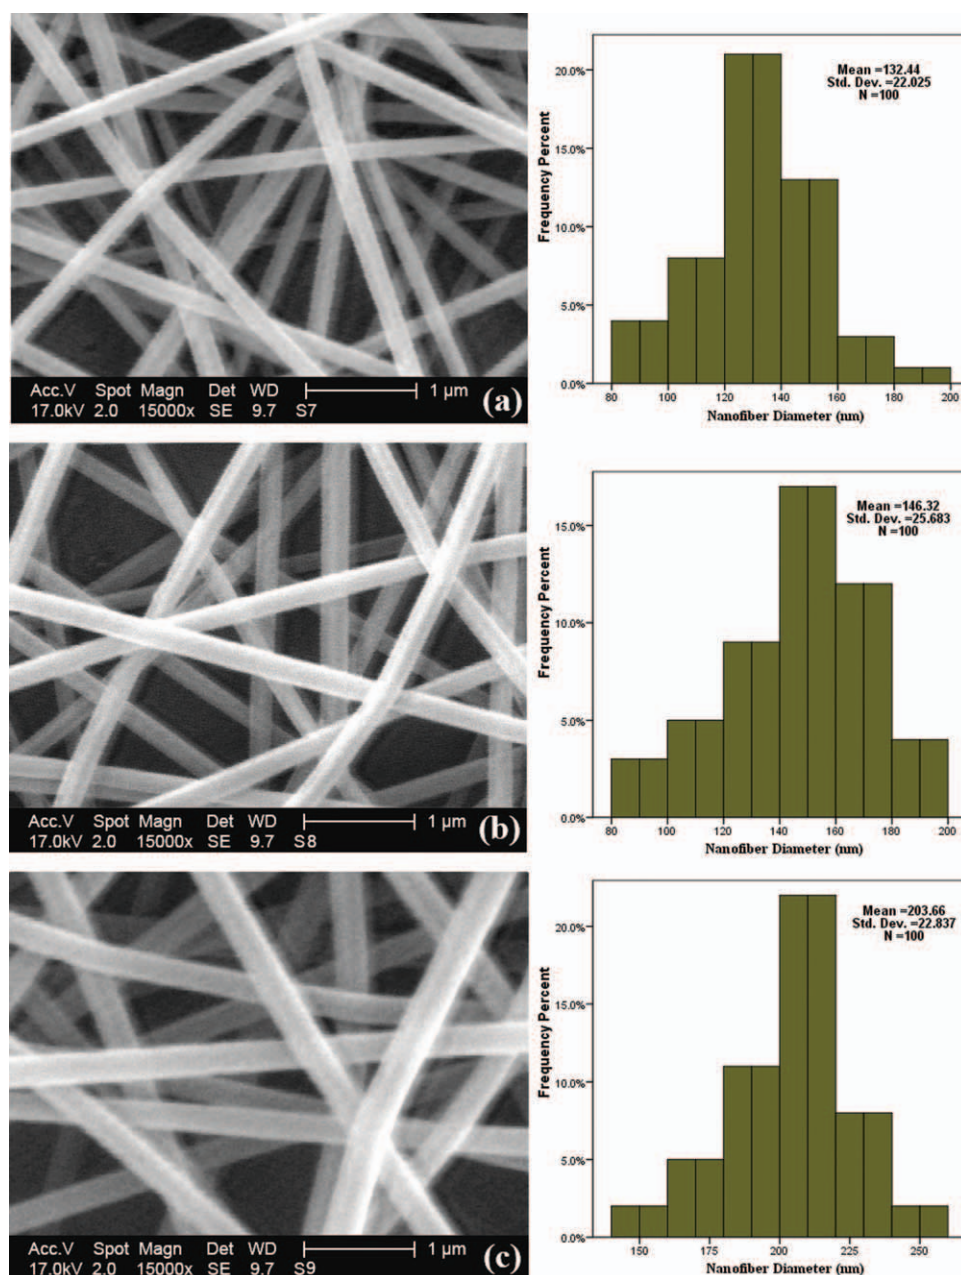 20.0%
15.0%
10.0%
5.0%
0.0%
Frequency Percent
Mean =132.44
Std. Dev. =22.025
N =100
80 100 120 140 160 180 200
Nanofiber Diameter (nm)
Acc.V Spot Magn Det WD 1 µm
17.0kV 2.0 15000x SE 9.7 S7
(a)
15.0%
10.0%
5.0%
0.0%
Frequency Percent
Mean =146.32
Std. Dev. =25.683
N =100
80 100 120 140 160 180 200
Nanofiber Diameter (nm)
Acc.V Spot Magn Det WD 1 µm
17.0kV 2.0 15000x SE 9.7 S8
(b)
20.0%
15.0%
10.0%
5.0%
0.0%
Frequency Percent
Mean =203.66
Std. Dev. =22.837
N =100
150 175 200 225 250
Nanofiber Diameter (nm)
Acc.V Spot Magn Det WD 1 µm
17.0kV 2.0 15000x SE 9.7 S9
(c)